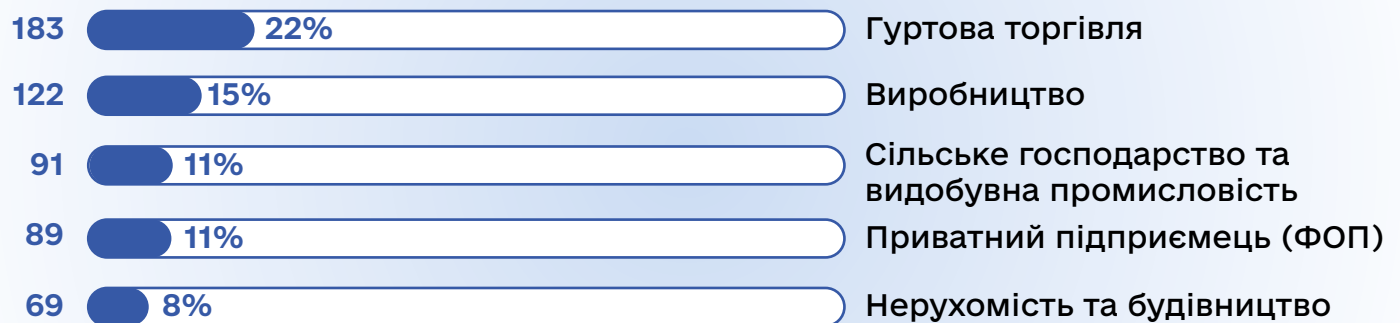 183 22% Гуртова торгівля
122 15% Виробництво
91 11% Сільське господарство та
видобувна промисловість
89 11% Приватний підприємець (ФОП)
69 8% Нерухомість та будівництво